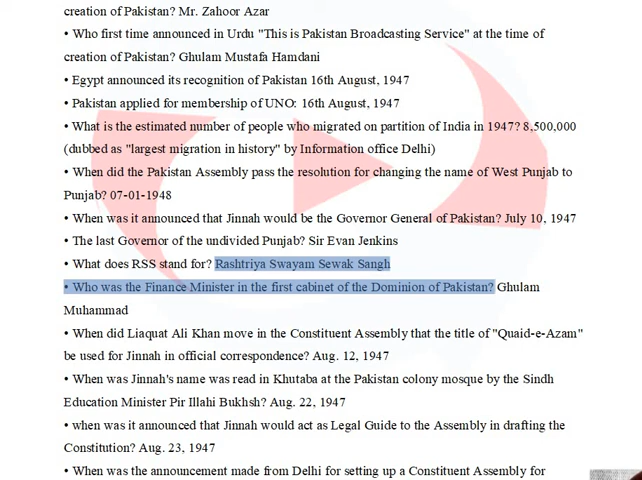 creation of Pakistan? Mr. Zahoor Azar
• Who first time announced in Urdu "This is Pakistan Broadcasting Service" at the time of
creation of Pakistan? Ghulam Mustafa Hamdani
• Egypt announced its recognition of Pakistan 16th August, 1947
• Pakistan applied for membership of UNO: 16th August, 1947
• What is the estimated number of people who migrated on partition of India in 1947? 8,500,000
(dubbed as "largest migration in history" by Information office Delhi)
• When did the Pakistan Assembly pass the resolution for changing the name of West Punjab to
Punjab? 07-01-1948
• When was it announced that Jinnah would be the Governor General of Pakistan? July 10, 1947
• The last Governor of the undivided Punjab? Sir Evan Jenkins
• What does RSS stand for? Rashtriya Swayam Sewak Sangh
• Who was the Finance Minister in the first cabinet of the Dominion of Pakistan? Ghulam
Muhammad
• When did Liaquat Ali Khan move in the Constituent Assembly that the title of "Quaid-e-Azam"
be used for Jinnah in official correspondence? Aug. 12, 1947
• When was Jinnah's name was read in Khutaba at the Pakistan colony mosque by the Sindh
Education Minister Pir Illahi Bukhsh? Aug. 22, 1947
• when was it announced that Jinnah would act as Legal Guide to the Assembly in drafting the
Constitution? Aug. 23, 1947
• When was the announcement made from Delhi for setting up a Constituent Assembly for